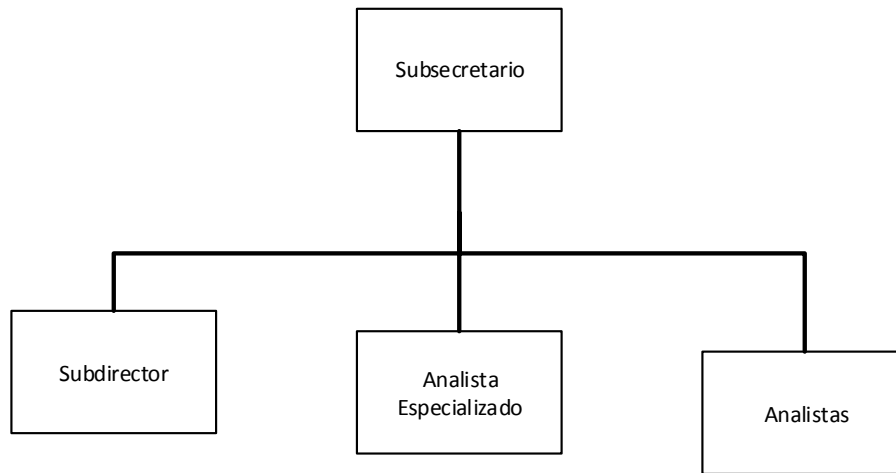 Subsecretario
Subdirector
Analista
Especializado
Analistas